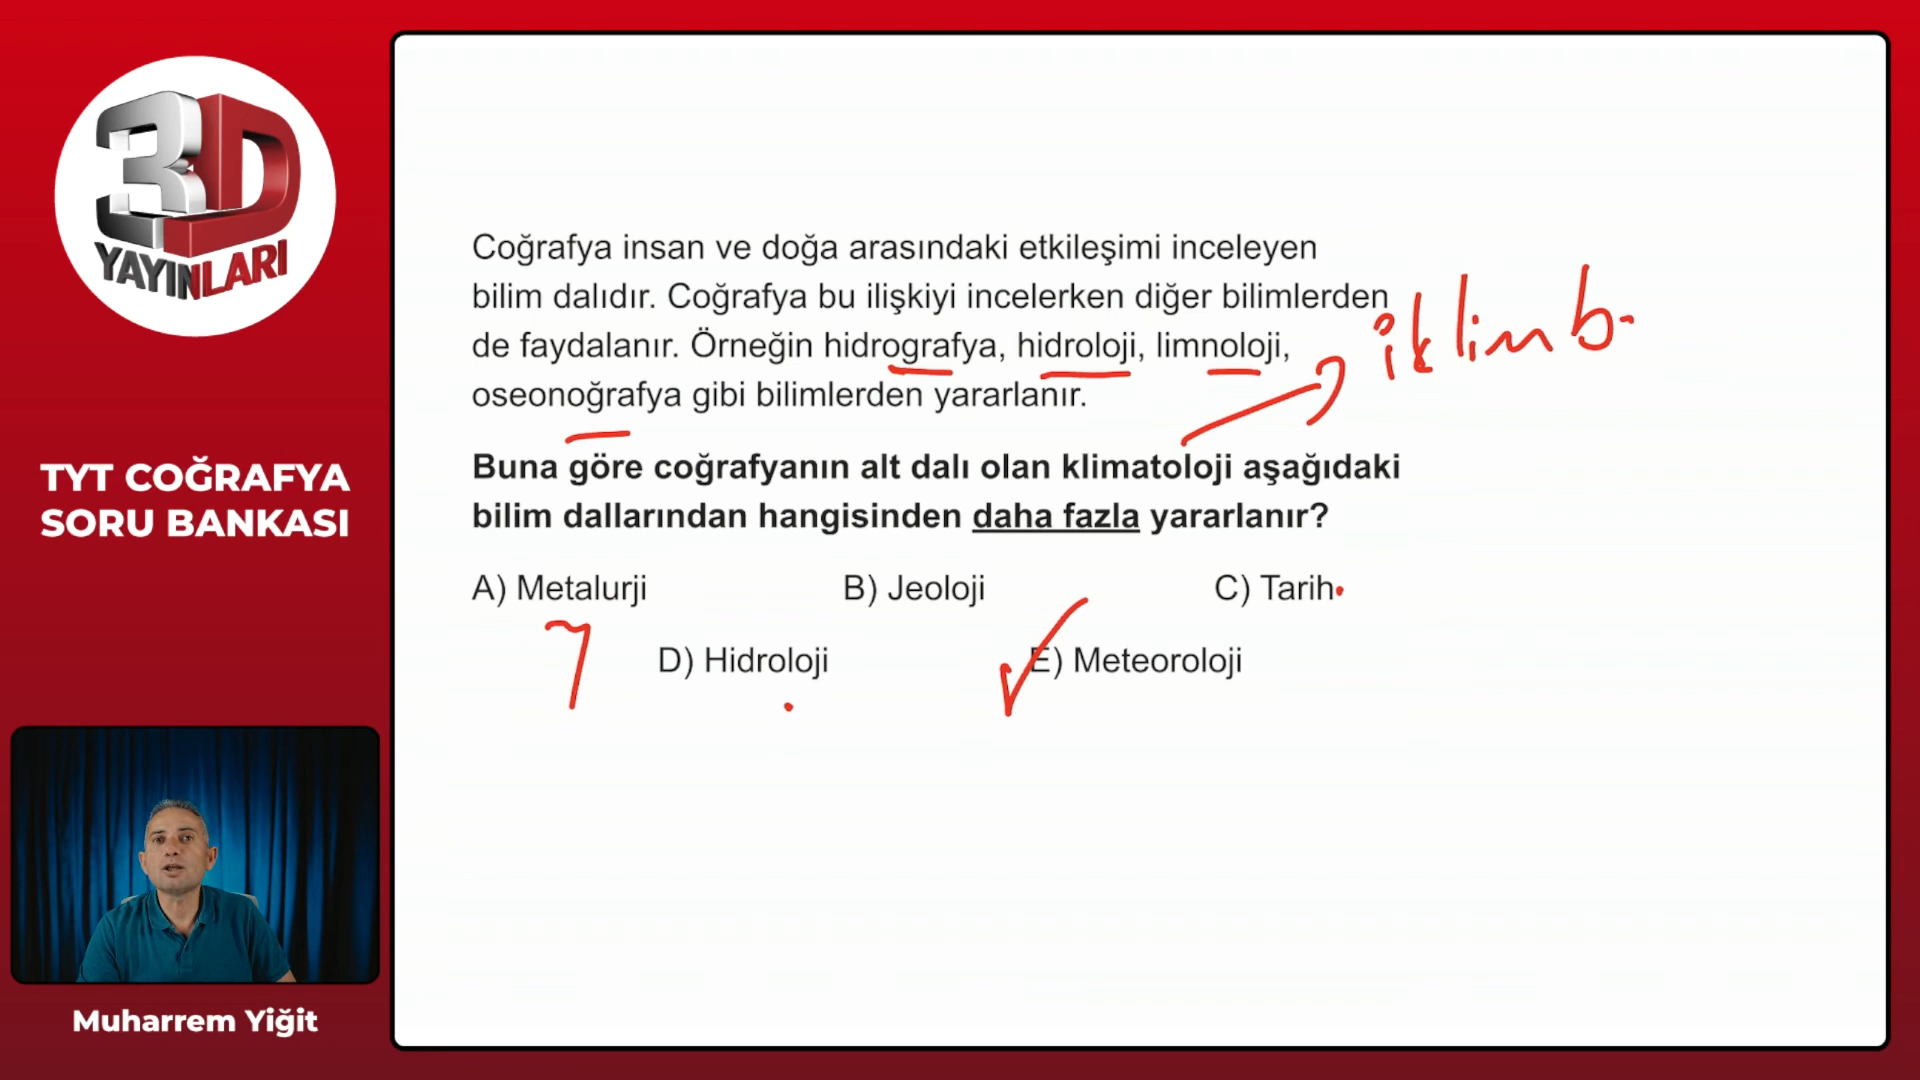 3D
YAYINLARI
TYT COĞRAFYA
SORU BANKASI
Muharrem Yiğit
Coğrafya insan ve doğa arasındaki etkileşimi inceleyen
bilim dalıdır. Coğrafya bu ilişkiyi incelerken diğer bilimlerden
de faydalanır. Örneğin hidrografya, hidroloji, limnoloji,
oseonoğrafya gibi bilimlerden yararlanır.
iklim b.
Buna göre coğrafyanın alt dalı olan klimatoloji aşağıdaki
bilim dallarından hangisinden daha fazla yararlanır?
A) Metalurji B) Jeoloji C) Tarih
D) Hidroloji E) Meteoroloji